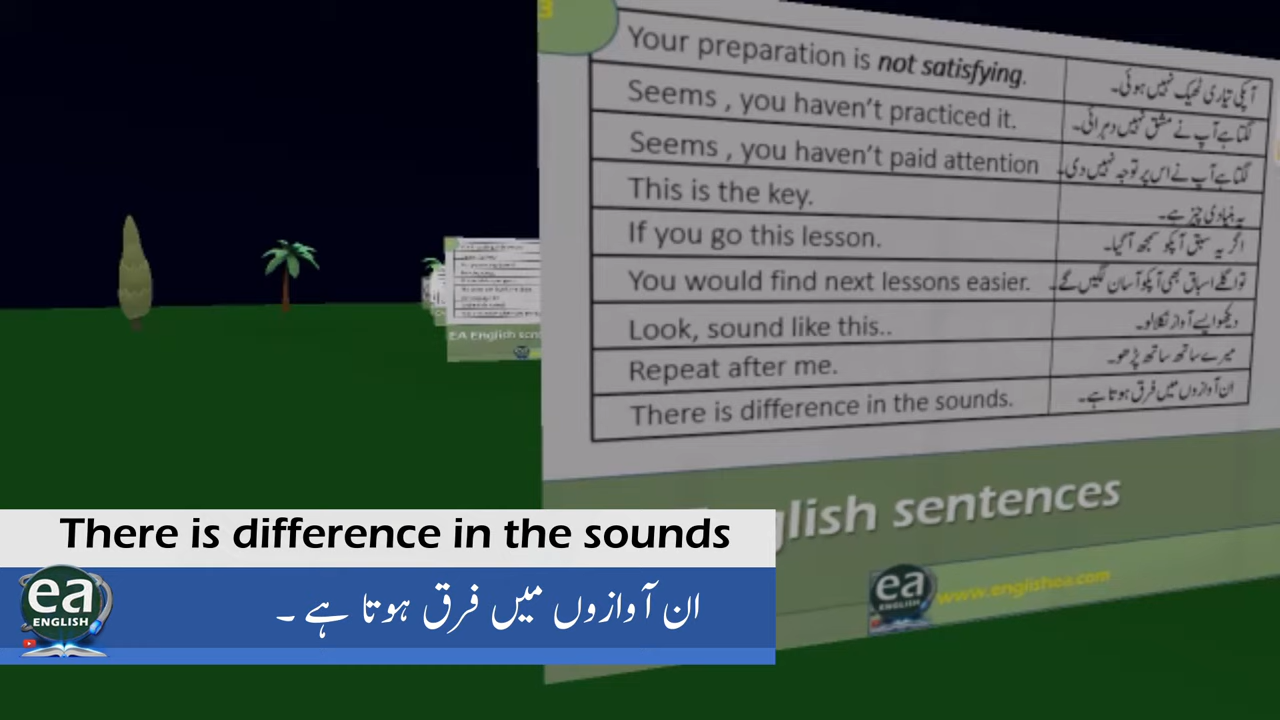 3
Your preparation is not satisfying.
آپکی تیاری ٹھیک نہیں ہوئی۔
Seems , you haven't practiced it.
لگتا ہے آپ نے مشق نہیں دہرائی۔
Seems , you haven't paid attention
لگتا ہے آپ نے اس پر توجہ نہیں دی۔
This is the key.
یہ بنیادی چیز ہے۔
If you go this lesson.
اگر یہ سبق آپکو سمجھ آگیا۔
You would find next lessons easier.
تو اگلے اسباق بھی آپکو آسان لگیں گے۔
Look, sound like this..
دیکھو ایسے آواز نکالو۔
Repeat after me.
میرے ساتھ ساتھ پڑھو۔
There is difference in the sounds.
ان آوازوں میں فرق ہوتا ہے۔
EA English sent
glish sentences
ea
ENGLISH
www.englishea.com
There is difference in the sounds
ea
ENGLISH
ان آوازوں میں فرق ہوتا ہے ۔